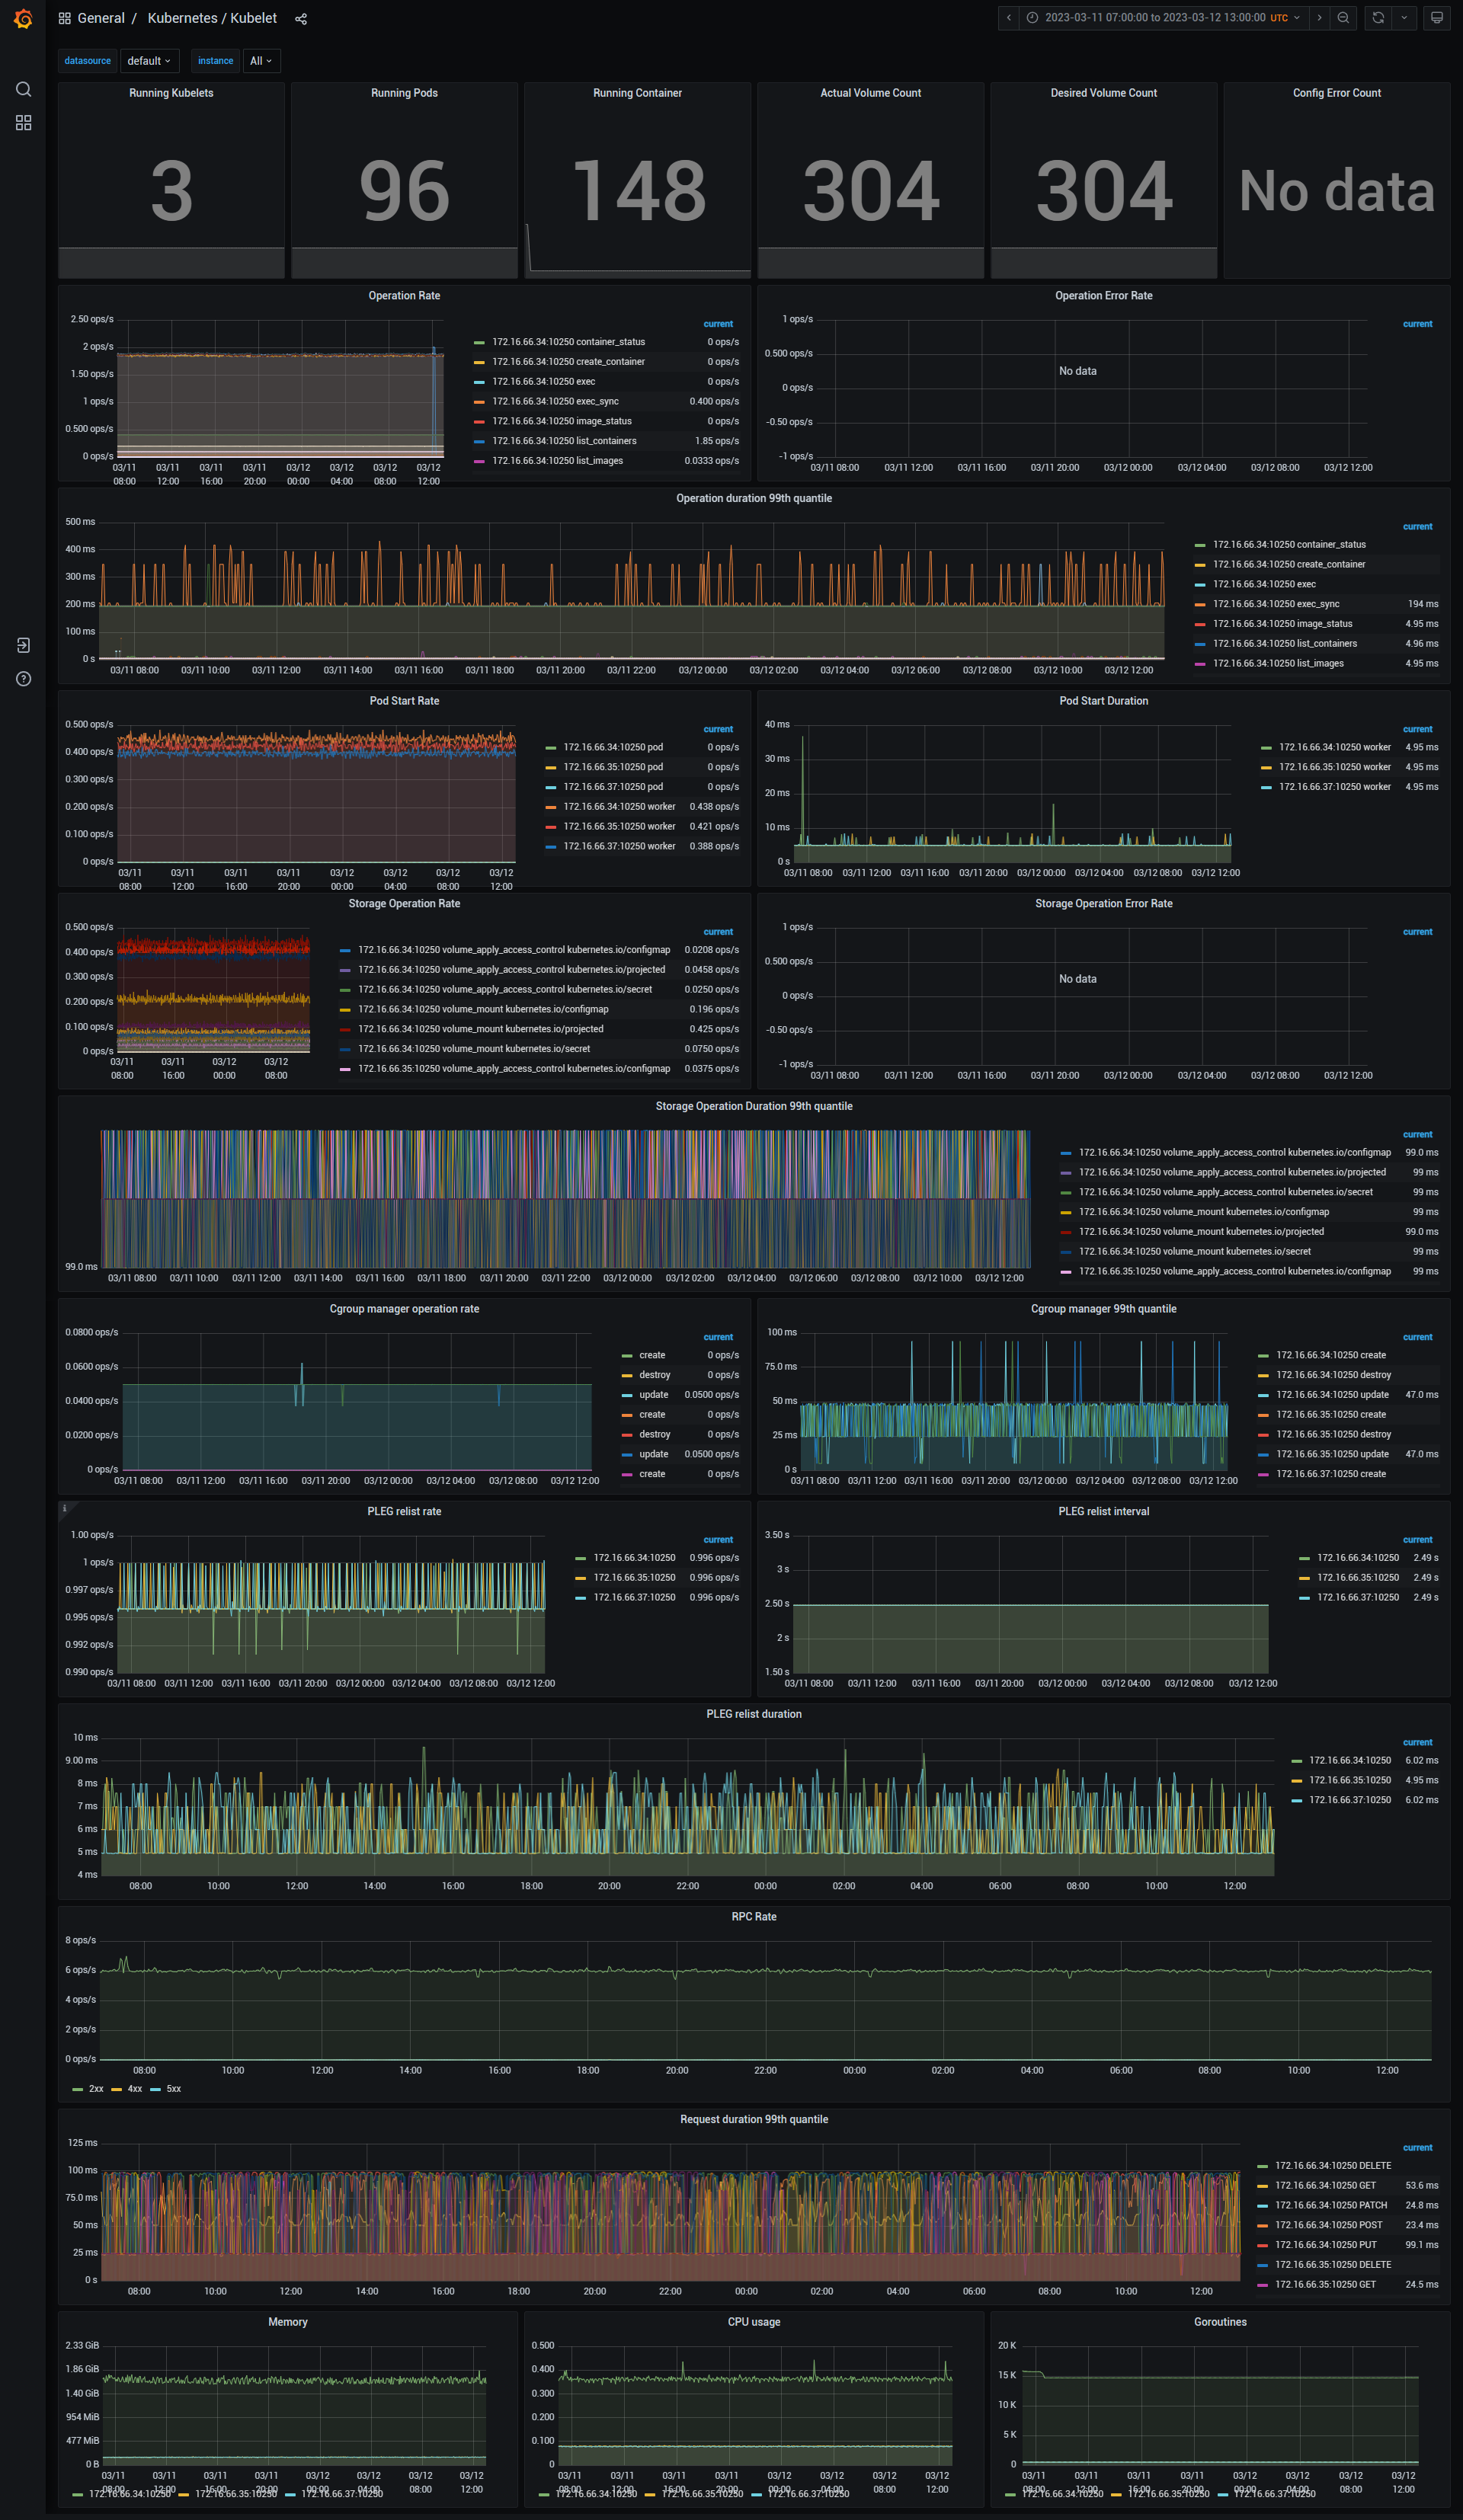 General / Kubernetes / Kubelet
2023-03-11 07:00:00 to 2023-03-12 13:00:00 UTC
datasource default instance All
Running Kubelets
3
Running Pods
96
Running Container
148
Actual Volume Count
304
Desired Volume Count
304
Config Error Count
No data
Operation Rate
2.50 ops/s
2 ops/s
1.50 ops/s
1 ops/s
0.500 ops/s
0 ops/s
03/11 03/11 03/11 03/11 03/12 03/12 03/12 03/12
08:00 12:00 16:00 20:00 00:00 04:00 08:00 12:00
current
172.16.66.34:10250 container_status 0 ops/s
172.16.66.34:10250 create_container 0 ops/s
172.16.66.34:10250 exec 0 ops/s
172.16.66.34:10250 exec_sync 0.400 ops/s
172.16.66.34:10250 image_status 0 ops/s
172.16.66.34:10250 list_containers 1.85 ops/s
172.16.66.34:10250 list_images 0.0333 ops/s
Operation Error Rate
1 ops/s
0.500 ops/s
0 ops/s
-0.50 ops/s
-1 ops/s
No data
03/11 08:00 03/11 12:00 03/11 16:00 03/11 20:00 03/12 00:00 03/12 04:00 03/12 08:00 03/12 12:00
current
Operation duration 99th quantile
500 ms
400 ms
300 ms
200 ms
100 ms
0 s
03/11 08:00 03/11 10:00 03/11 12:00 03/11 14:00 03/11 16:00 03/11 18:00 03/11 20:00 03/11 22:00 03/12 00:00 03/12 02:00 03/12 04:00 03/12 06:00 03/12 08:00 03/12 10:00 03/12 12:00
current
172.16.66.34:10250 container_status
172.16.66.34:10250 create_container
172.16.66.34:10250 exec
172.16.66.34:10250 exec_sync 194 ms
172.16.66.34:10250 image_status 4.95 ms
172.16.66.34:10250 list_containers 4.96 ms
172.16.66.34:10250 list_images 4.95 ms
Pod Start Rate
0.500 ops/s
0.400 ops/s
0.300 ops/s
0.200 ops/s
0.100 ops/s
0 ops/s
03/11 03/11 03/11 03/11 03/12 03/12 03/12 03/12
08:00 12:00 16:00 20:00 00:00 04:00 08:00 12:00
current
172.16.66.34:10250 pod 0 ops/s
172.16.66.35:10250 pod 0 ops/s
172.16.66.37:10250 pod 0 ops/s
172.16.66.34:10250 worker 0.438 ops/s
172.16.66.35:10250 worker 0.421 ops/s
172.16.66.37:10250 worker 0.388 ops/s
Pod Start Duration
40 ms
30 ms
20 ms
10 ms
0 s
03/11 08:00 03/11 12:00 03/11 16:00 03/11 20:00 03/12 00:00 03/12 04:00 03/12 08:00 03/12 12:00
current
172.16.66.34:10250 worker 4.95 ms
172.16.66.35:10250 worker 4.95 ms
172.16.66.37:10250 worker 4.95 ms
Storage Operation Rate
0.500 ops/s
0.400 ops/s
0.300 ops/s
0.200 ops/s
0.100 ops/s
0 ops/s
03/11 03/11 03/12 03/12
08:00 16:00 00:00 08:00
current
172.16.66.34:10250 volume_apply_access_control kubernetes.io/configmap 0.0208 ops/s
172.16.66.34:10250 volume_apply_access_control kubernetes.io/projected 0.0458 ops/s
172.16.66.34:10250 volume_apply_access_control kubernetes.io/secret 0.0250 ops/s
172.16.66.34:10250 volume_mount kubernetes.io/configmap 0.196 ops/s
172.16.66.34:10250 volume_mount kubernetes.io/projected 0.425 ops/s
172.16.66.34:10250 volume_mount kubernetes.io/secret 0.0750 ops/s
172.16.66.35:10250 volume_apply_access_control kubernetes.io/configmap 0.0375 ops/s
Storage Operation Error Rate
1 ops/s
0.500 ops/s
0 ops/s
-0.50 ops/s
-1 ops/s
No data
03/11 08:00 03/11 12:00 03/11 16:00 03/11 20:00 03/12 00:00 03/12 04:00 03/12 08:00 03/12 12:00
current
Storage Operation Duration 99th quantile
99.0 ms
03/11 08:00 03/11 10:00 03/11 12:00 03/11 14:00 03/11 16:00 03/11 18:00 03/11 20:00 03/11 22:00 03/12 00:00 03/12 02:00 03/12 04:00 03/12 06:00 03/12 08:00 03/12 10:00 03/12 12:00
current
172.16.66.34:10250 volume_apply_access_control kubernetes.io/configmap 99.0 ms
172.16.66.34:10250 volume_apply_access_control kubernetes.io/projected 99 ms
172.16.66.34:10250 volume_apply_access_control kubernetes.io/secret 99 ms
172.16.66.34:10250 volume_mount kubernetes.io/configmap 99 ms
172.16.66.34:10250 volume_mount kubernetes.io/projected 99.0 ms
172.16.66.34:10250 volume_mount kubernetes.io/secret 99 ms
172.16.66.35:10250 volume_apply_access_control kubernetes.io/configmap 99 ms
Cgroup manager operation rate
0.0800 ops/s
0.0600 ops/s
0.0400 ops/s
0.0200 ops/s
0 ops/s
03/11 08:00 03/11 12:00 03/11 16:00 03/11 20:00 03/12 00:00 03/12 04:00 03/12 08:00 03/12 12:00
current
create 0 ops/s
destroy 0 ops/s
update 0.0500 ops/s
create 0 ops/s
destroy 0 ops/s
update 0.0500 ops/s
create 0 ops/s
Cgroup manager 99th quantile
100 ms
75.0 ms
50 ms
25 ms
0 s
03/11 08:00 03/11 12:00 03/11 16:00 03/11 20:00 03/12 00:00 03/12 04:00 03/12 08:00 03/12 12:00
current
172.16.66.34:10250 create
172.16.66.34:10250 destroy
172.16.66.34:10250 update 47.0 ms
172.16.66.35:10250 create
172.16.66.35:10250 destroy
172.16.66.35:10250 update 47.0 ms
172.16.66.37:10250 create
PLEG relist rate
1.00 ops/s
1 ops/s
0.997 ops/s
0.995 ops/s
0.992 ops/s
0.990 ops/s
03/11 08:00 03/11 12:00 03/11 16:00 03/11 20:00 03/12 00:00 03/12 04:00 03/12 08:00 03/12 12:00
current
172.16.66.34:10250 0.996 ops/s
172.16.66.35:10250 0.996 ops/s
172.16.66.37:10250 0.996 ops/s
PLEG relist interval
3.50 s
3 s
2.50 s
2 s
1.50 s
03/11 08:00 03/11 12:00 03/11 16:00 03/11 20:00 03/12 00:00 03/12 04:00 03/12 08:00 03/12 12:00
current
172.16.66.34:10250 2.49 s
172.16.66.35:10250 2.49 s
172.16.66.37:10250 2.49 s
PLEG relist duration
10 ms
9.00 ms
8 ms
7 ms
6 ms
5 ms
4 ms
08:00 10:00 12:00 14:00 16:00 18:00 20:00 22:00 00:00 02:00 04:00 06:00 08:00 10:00 12:00
current
172.16.66.34:10250 6.02 ms
172.16.66.35:10250 4.95 ms
172.16.66.37:10250 6.02 ms
RPC Rate
8 ops/s
6 ops/s
4 ops/s
2 ops/s
0 ops/s
08:00 10:00 12:00 14:00 16:00 18:00 20:00 22:00 00:00 02:00 04:00 06:00 08:00 10:00 12:00
2xx 4xx 5xx
Request duration 99th quantile
125 ms
100 ms
75.0 ms
50 ms
25 ms
0 s
08:00 10:00 12:00 14:00 16:00 18:00 20:00 22:00 00:00 02:00 04:00 06:00 08:00 10:00 12:00
current
172.16.66.34:10250 DELETE
172.16.66.34:10250 GET 53.6 ms
172.16.66.34:10250 PATCH 24.8 ms
172.16.66.34:10250 POST 23.4 ms
172.16.66.34:10250 PUT 99.1 ms
172.16.66.35:10250 DELETE
172.16.66.35:10250 GET 24.5 ms
Memory
2.33 GiB
1.86 GiB
1.40 GiB
954 MiB
477 MiB
0 B
03/11 03/11 03/11 03/11 03/12 03/12 03/12 03/12
08:00 12:00 16:00 20:00 00:00 04:00 08:00 12:00
172.16.66.34:10250 172.16.66.35:10250 172.16.66.37:10250
CPU usage
0.500
0.400
0.300
0.200
0.100
0
03/11 03/11 03/11 03/11 03/12 03/12 03/12 03/12
08:00 12:00 16:00 20:00 00:00 04:00 08:00 12:00
172.16.66.34:10250 172.16.66.35:10250 172.16.66.37:10250
Goroutines
20 K
15 K
10 K
5 K
0
03/11 03/11 03/11 03/11 03/12 03/12 03/12 03/12
08:00 12:00 16:00 20:00 00:00 04:00 08:00 12:00
172.16.66.34:10250 172.16.66.35:10250 172.16.66.37:10250